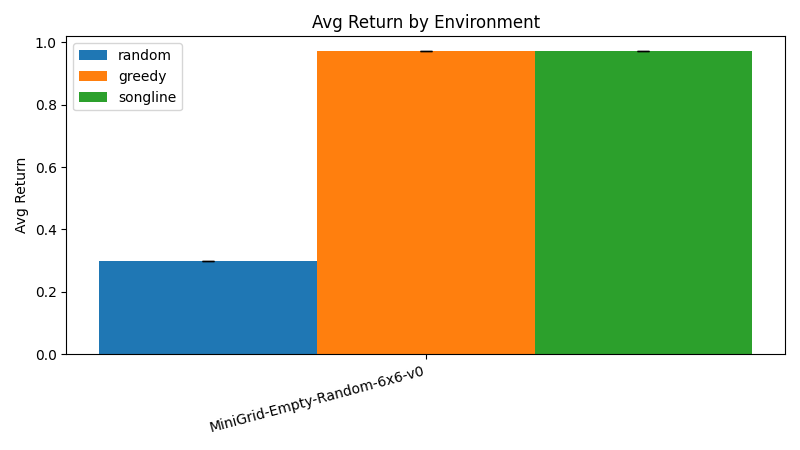 Avg Return by Environment
Avg Return
1.0
0.8
0.6
0.4
0.2
0.0
random
greedy
songline
MiniGrid-Empty-Random-6x6-v0